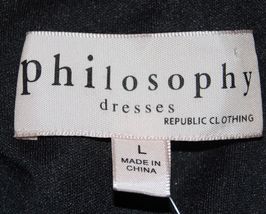 philosophy
dresses
REPUBLIC CLOTHING
L
MADE IN
CHINA